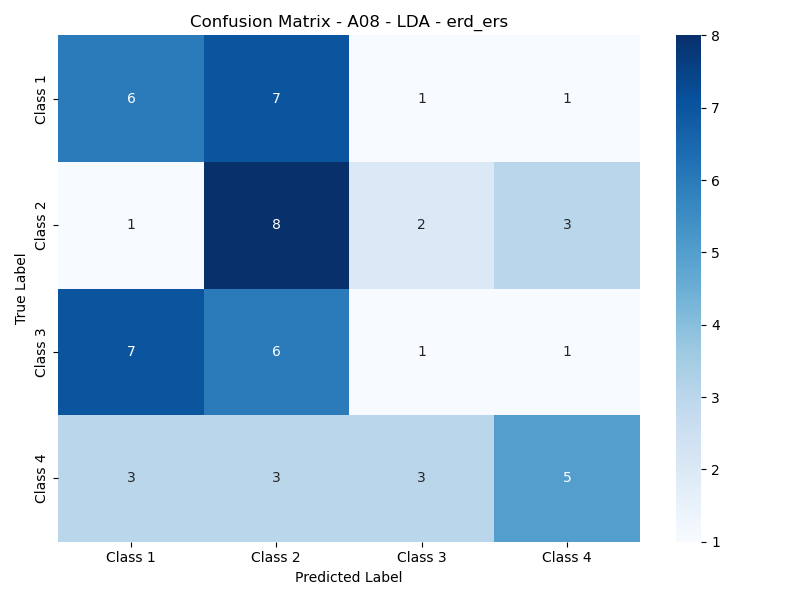 Confusion Matrix - A08 - LDA - erd_ers
True Label
Class 1
6 7 1 1
Class 2
1 8 2 3
Class 3
7 6 1 1
Class 4
3 3 3 5
Class 1 Class 2 Class 3 Class 4
Predicted Label
8
7
6
5
4
3
2
1